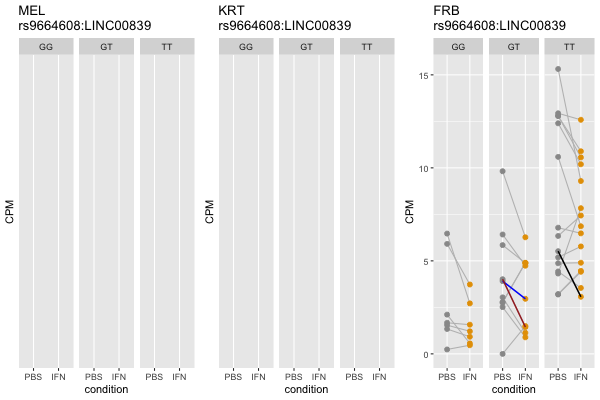 MEL
rs9664608:LINC00839
GG GT TT
CPM
PBS IFN PBS IFN PBS IFN
condition
KRT
rs9664608:LINC00839
GG GT TT
CPM
PBS IFN PBS IFN PBS IFN
condition
FRB
rs9664608:LINC00839
GG GT TT
15
10
5
0
CPM
PBS IFN PBS IFN PBS IFN
condition